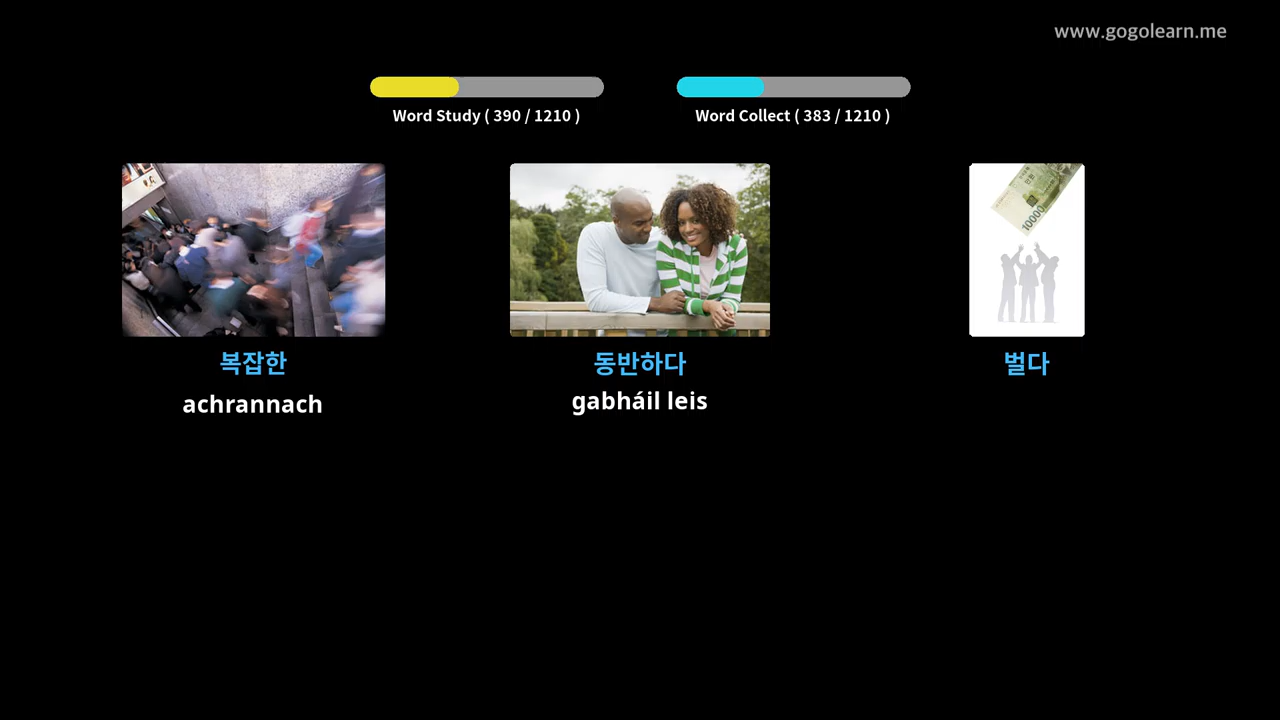 www.gogolearn.me
Word Study ( 390 / 1210 )
Word Collect ( 383 / 1210 )
10000
복잡한
동반하다
벌다
achrannach
gabháil leis